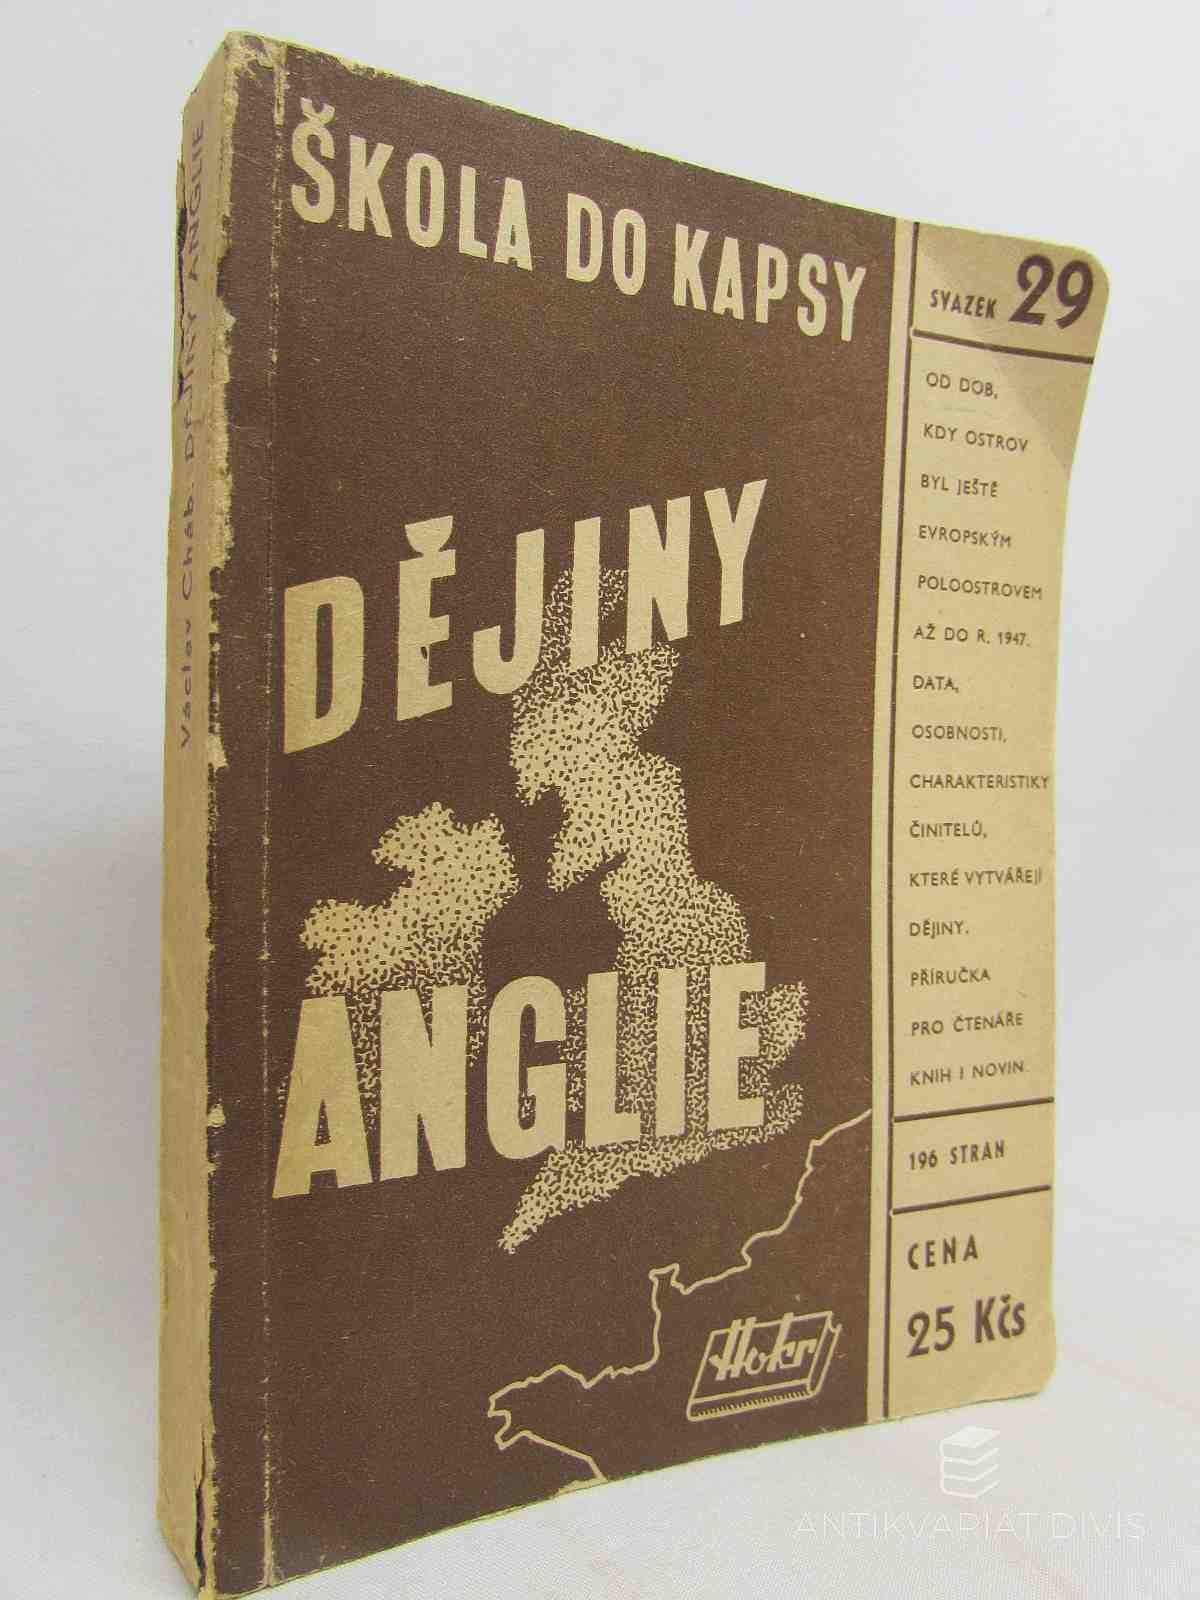 ŠKOLA DO KAPSY
DĚJINY
ANGLIE
Hokr
SVAZEK 29
OD DOB,
KDY OSTROV
BYL JEŠTĚ
EVROPSKÝM
POLOOSTROVEM
AŽ DO R. 1947.
DATA,
OSOBNOSTI,
CHARAKTERISTIKY
ČINITELŮ,
KTERÉ VYTVÁŘEJÍ
DĚJINY.
PŘÍRUČKA
PRO ČTENÁŘE
KNIH I NOVIN.
196 STRAN
CENA
25 Kčs
Václav Cháb: DĚJINY ANGLIE
ANTIKVARIÁT DIVIŠ